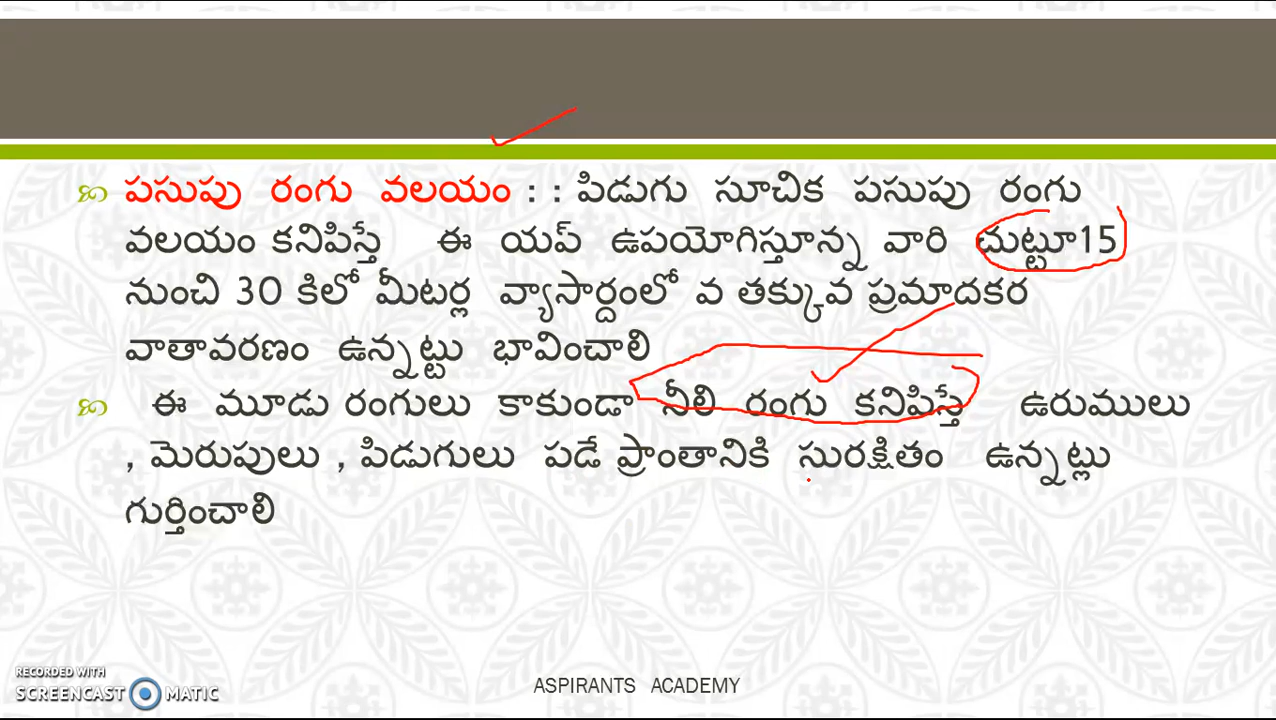 పసుపు రంగు వలయం : : పిడుగు సూచిక పసుపు రంగు
వలయం కనిపిస్తే ఈ యప్ ఉపయోగిస్తూన్న వారి చుట్టూ15
నుంచి 30 కిలో మీటర్ల వ్యాసార్దంలో వ తక్కువ ప్రమాదకర
వాతావరణం ఉన్నట్టు భావించాలి
ఈ మూడు రంగులు కాకుండా నీలి రంగు కనిపిస్తే ఉరుములు
, మెరుపులు , పిడుగులు పడే ప్రాంతానికి సురక్షితం ఉన్నట్లు
గుర్తించాలి
RECORDED WITH
SCREENCAST MATIC
ASPIRANTS ACADEMY